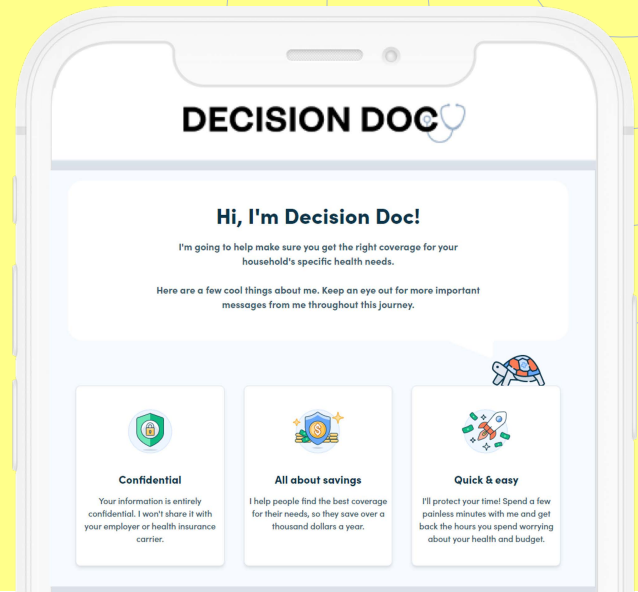 DECISION DOC
Hi, I'm Decision Doc!
I'm going to help make sure you get the right coverage for your
household's specific health needs.
Here are a few cool things about me. Keep an eye out for more important
messages from me throughout this journey.
Confidential
Your information is entirely
confidential. I won't share it with
your employer or health insurance
carrier.
All about savings
I help people find the best coverage
for their needs, so they save over a
thousand dollars a year.
Quick & easy
I'll protect your time! Spend a few
painless minutes with me and get
back the hours you spend worrying
about your health and budget.